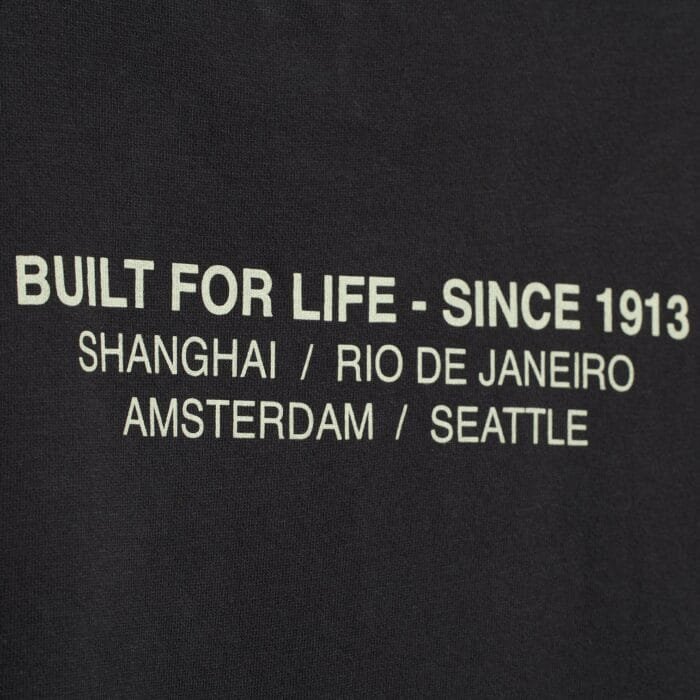 BUILT FOR LIFE - SINCE 1913
SHANGHAI / RIO DE JANEIRO
AMSTERDAM / SEATTLE